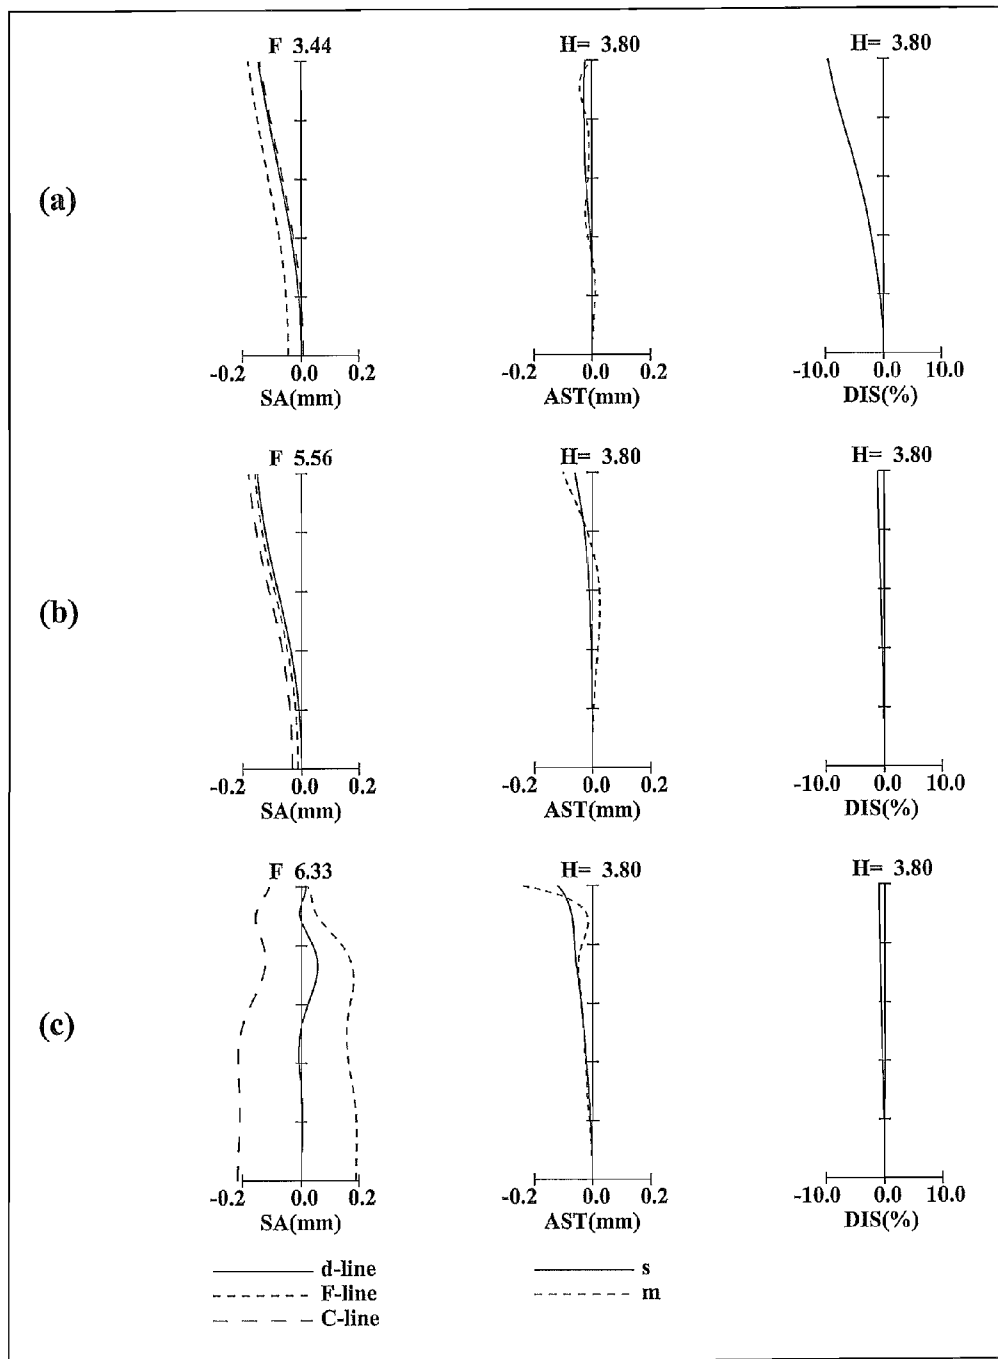 F 3.44 H= 3.80 H= 3.80
(a)
-0.2 0.0 0.2 -0.2 0.0 0.2 -10.0 0.0 10.0
SA(mm) AST(mm) DIS(%)
F 5.56 H= 3.80 H= 3.80
(b)
-0.2 0.0 0.2 -0.2 0.0 0.2 -10.0 0.0 10.0
SA(mm) AST(mm) DIS(%)
F 6.33 H= 3.80 H= 3.80
(c)
-0.2 0.0 0.2 -0.2 0.0 0.2 -10.0 0.0 10.0
SA(mm) AST(mm) DIS(%)
d-line s
F-line m
C-line